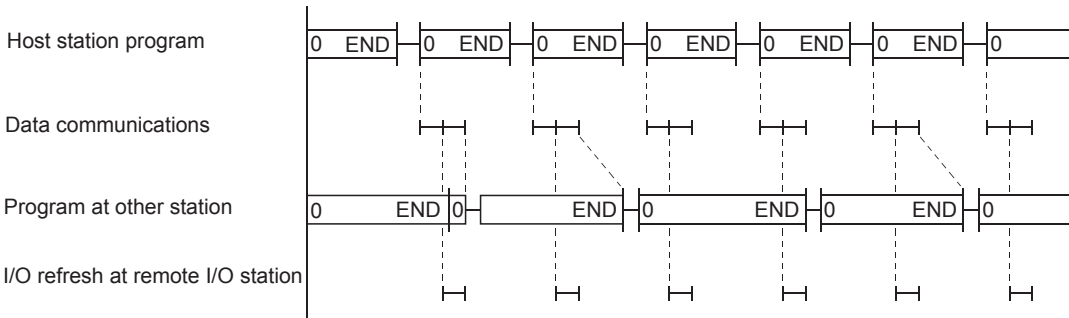 Host station program 0 END 0 END 0 END 0 END 0 END 0 END 0
Data communications
Program at other station 0 END 0 END 0 END END 0
I/O refresh at remote I/O station